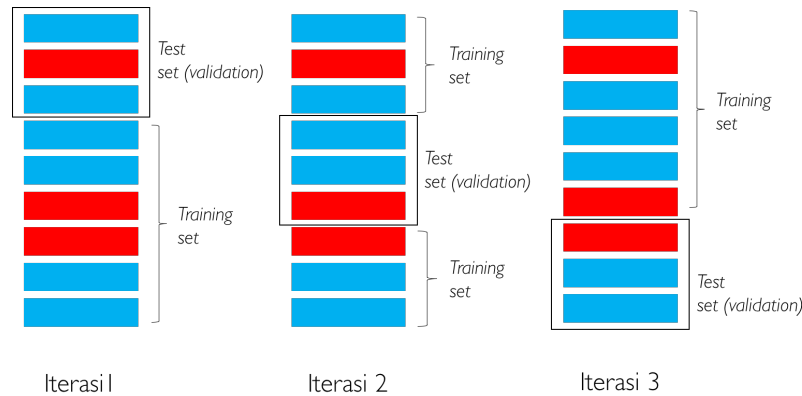 Test
set (validation)
Training
set
Iterasi1
Training
set
Test
set (validation)
Training
set
Iterasi 2
Training
set
Test
set (validation)
Iterasi 3